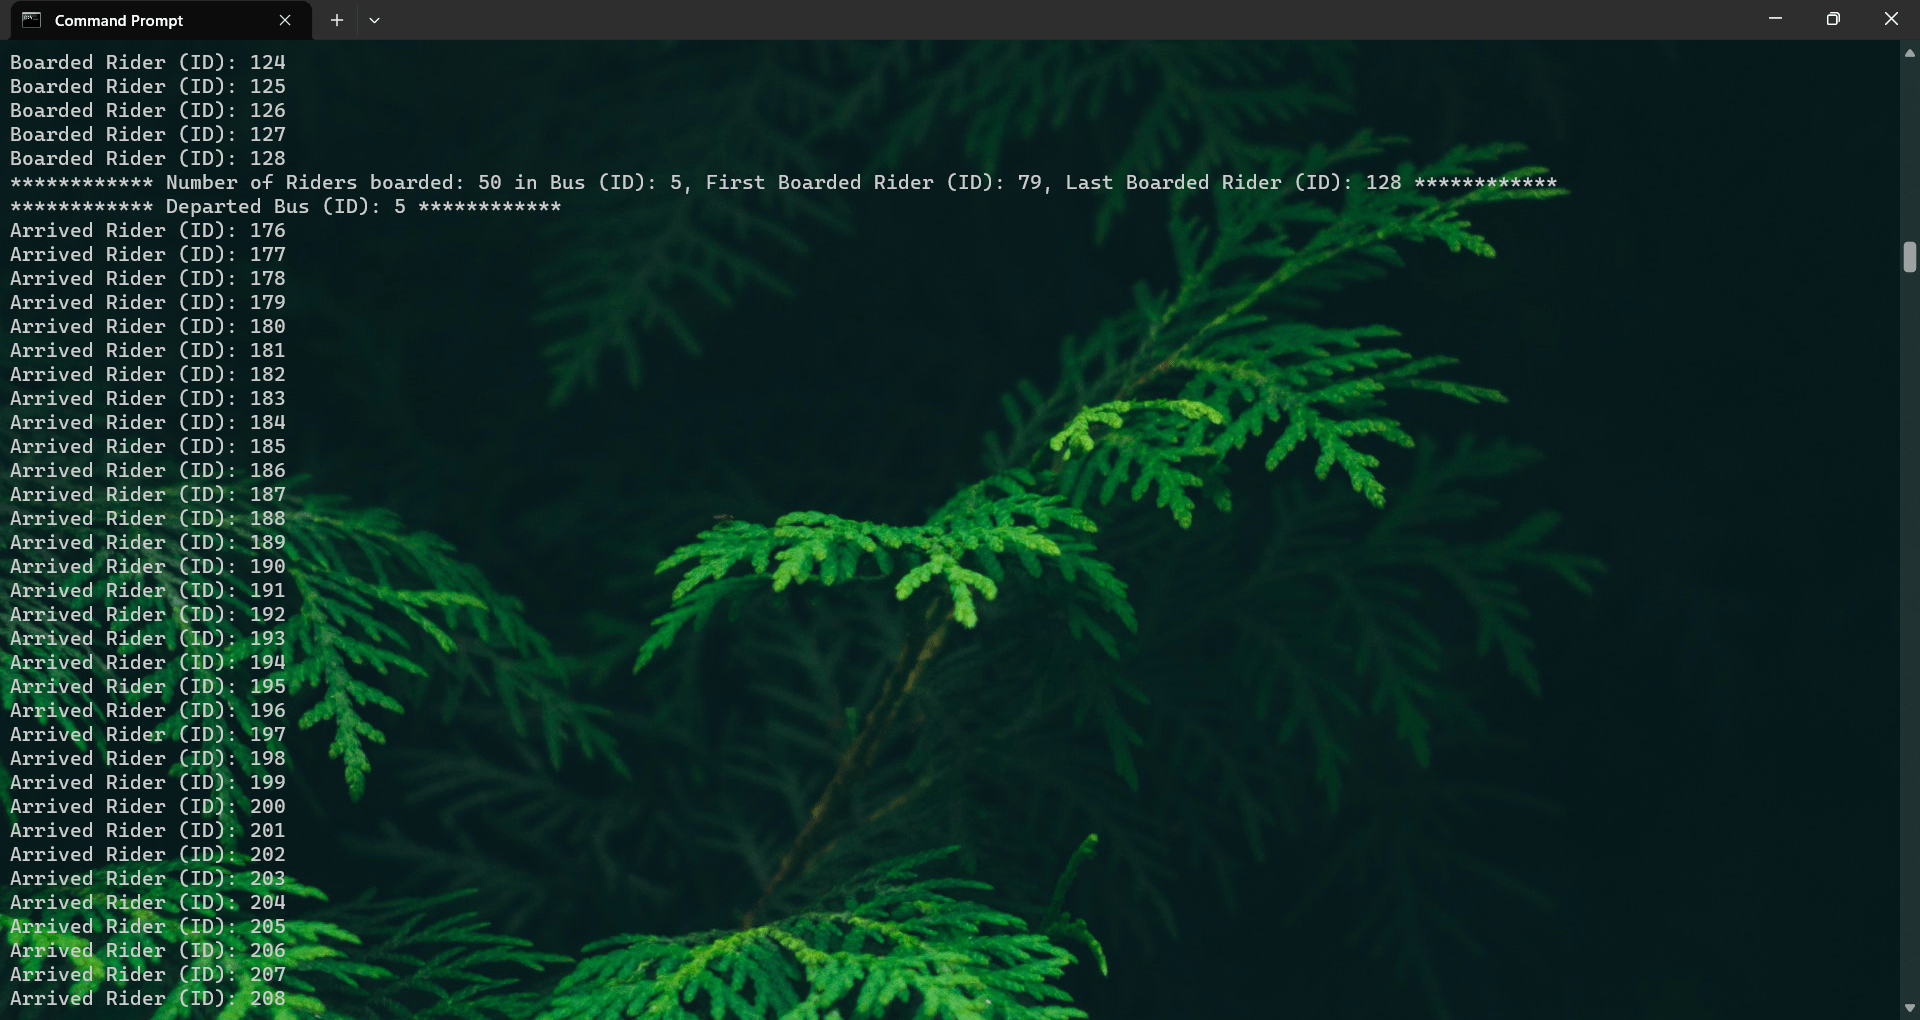 Command Prompt
Boarded Rider (ID): 124
Boarded Rider (ID): 125
Boarded Rider (ID): 126
Boarded Rider (ID): 127
Boarded Rider (ID): 128
************ Number of Riders boarded: 50 in Bus (ID): 5, First Boarded Rider (ID): 79, Last Boarded Rider (ID): 128 ************
************ Departed Bus (ID): 5 ************
Arrived Rider (ID): 176
Arrived Rider (ID): 177
Arrived Rider (ID): 178
Arrived Rider (ID): 179
Arrived Rider (ID): 180
Arrived Rider (ID): 181
Arrived Rider (ID): 182
Arrived Rider (ID): 183
Arrived Rider (ID): 184
Arrived Rider (ID): 185
Arrived Rider (ID): 186
Arrived Rider (ID): 187
Arrived Rider (ID): 188
Arrived Rider (ID): 189
Arrived Rider (ID): 190
Arrived Rider (ID): 191
Arrived Rider (ID): 192
Arrived Rider (ID): 193
Arrived Rider (ID): 194
Arrived Rider (ID): 195
Arrived Rider (ID): 196
Arrived Rider (ID): 197
Arrived Rider (ID): 198
Arrived Rider (ID): 199
Arrived Rider (ID): 200
Arrived Rider (ID): 201
Arrived Rider (ID): 202
Arrived Rider (ID): 203
Arrived Rider (ID): 204
Arrived Rider (ID): 205
Arrived Rider (ID): 206
Arrived Rider (ID): 207
Arrived Rider (ID): 208